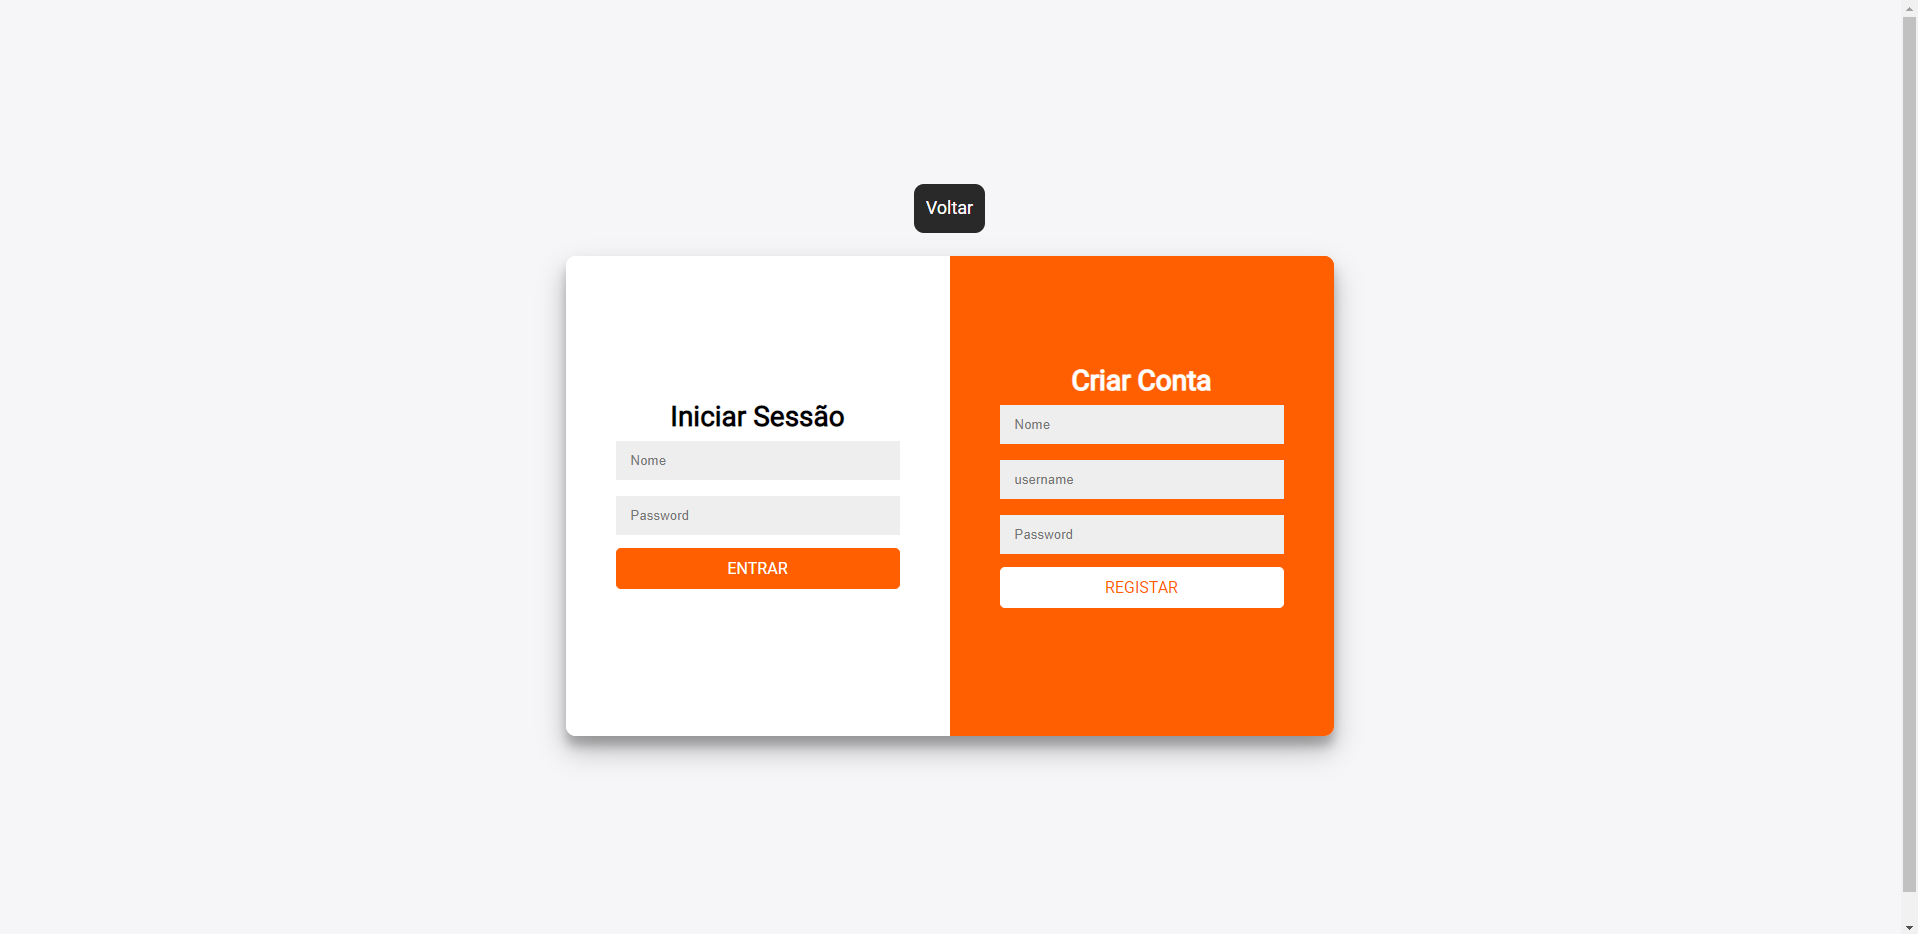 Voltar
Iniciar Sessão
Nome
Password
ENTRAR
Criar Conta
Nome
username
Password
REGISTAR